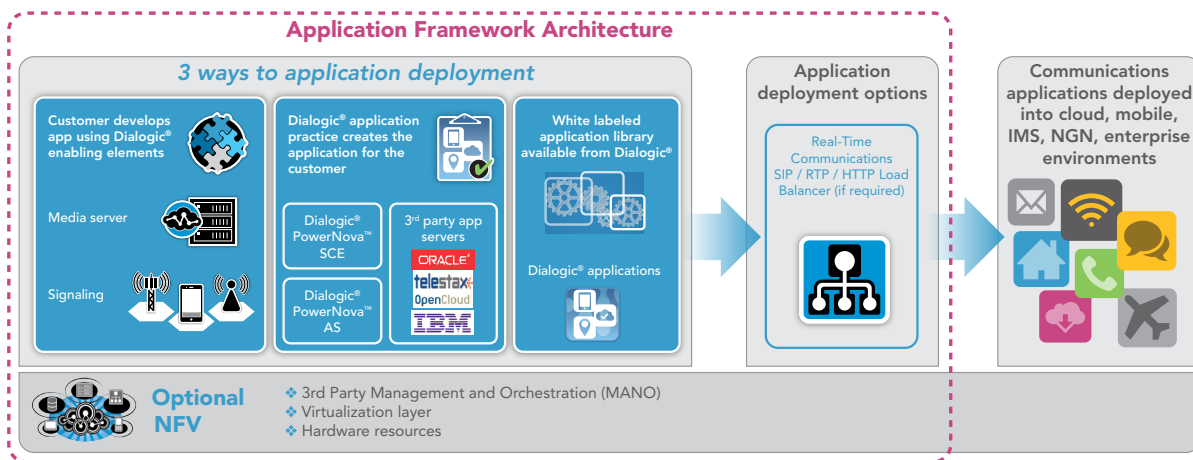 Application Framework Architecture
3 ways to application deployment
Customer develops
app using Dialogic®
enabling elements
Media server
Signaling
Dialogic® application
practice creates the
application for the
customer
Dialogic®
PowerNova™
SCE
Dialogic®
PowerNova™
AS
3rd party app
servers
ORACLE
telestax
OpenCloud
IBM
White labeled
application library
available from Dialogic®
Dialogic® applications
Application
deployment options
Real-Time
Communications
SIP / RTP / HTTP Load
Balancer (if required)
Communications
applications deployed
into cloud, mobile,
IMS, NGN, enterprise
environments
Optional
NFV
❖ 3rd Party Management and Orchestration (MANO)
❖ Virtualization layer
❖ Hardware resources